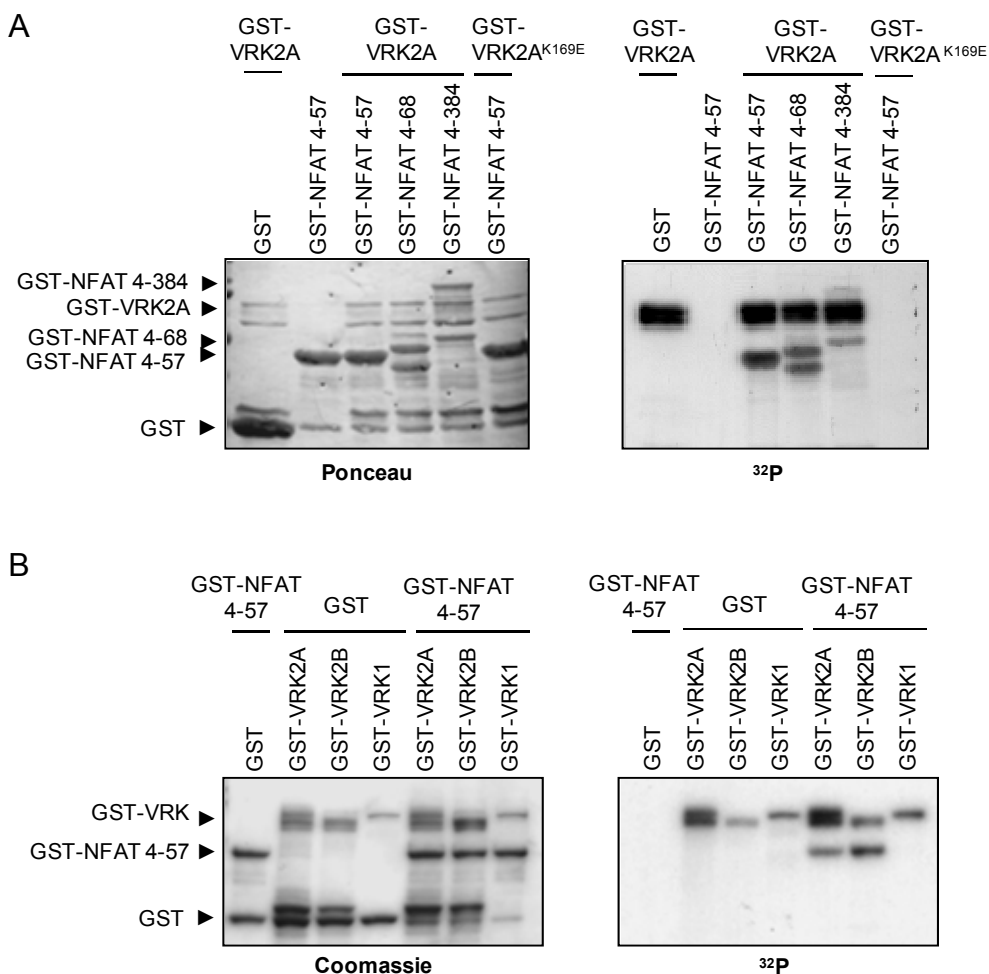 A
GST-
VRK2A
GST-
VRK2A
GST-
VRK2AK169E
GST
GST-NFAT 4-57
GST-NFAT 4-57
GST-NFAT 4-68
GST-NFAT 4-384
GST-NFAT 4-57
GST-NFAT 4-384
GST-VRK2A
GST-NFAT 4-68
GST-NFAT 4-57
GST
Ponceau
GST-
VRK2A
GST-
VRK2A
GST-
VRK2AK169E
GST
GST-NFAT 4-57
GST-NFAT 4-57
GST-NFAT 4-68
GST-NFAT 4-384
GST-NFAT 4-57
32P
B
GST-NFAT
4-57
GST
GST-NFAT
4-57
GST
GST-VRK2A
GST-VRK2B
GST-VRK1
GST-VRK2A
GST-VRK2B
GST-VRK1
GST-VRK
GST-NFAT 4-57
GST
Coomassie
GST-NFAT
4-57
GST
GST-NFAT
4-57
GST
GST-VRK2A
GST-VRK2B
GST-VRK1
GST-VRK2A
GST-VRK2B
GST-VRK1
32P